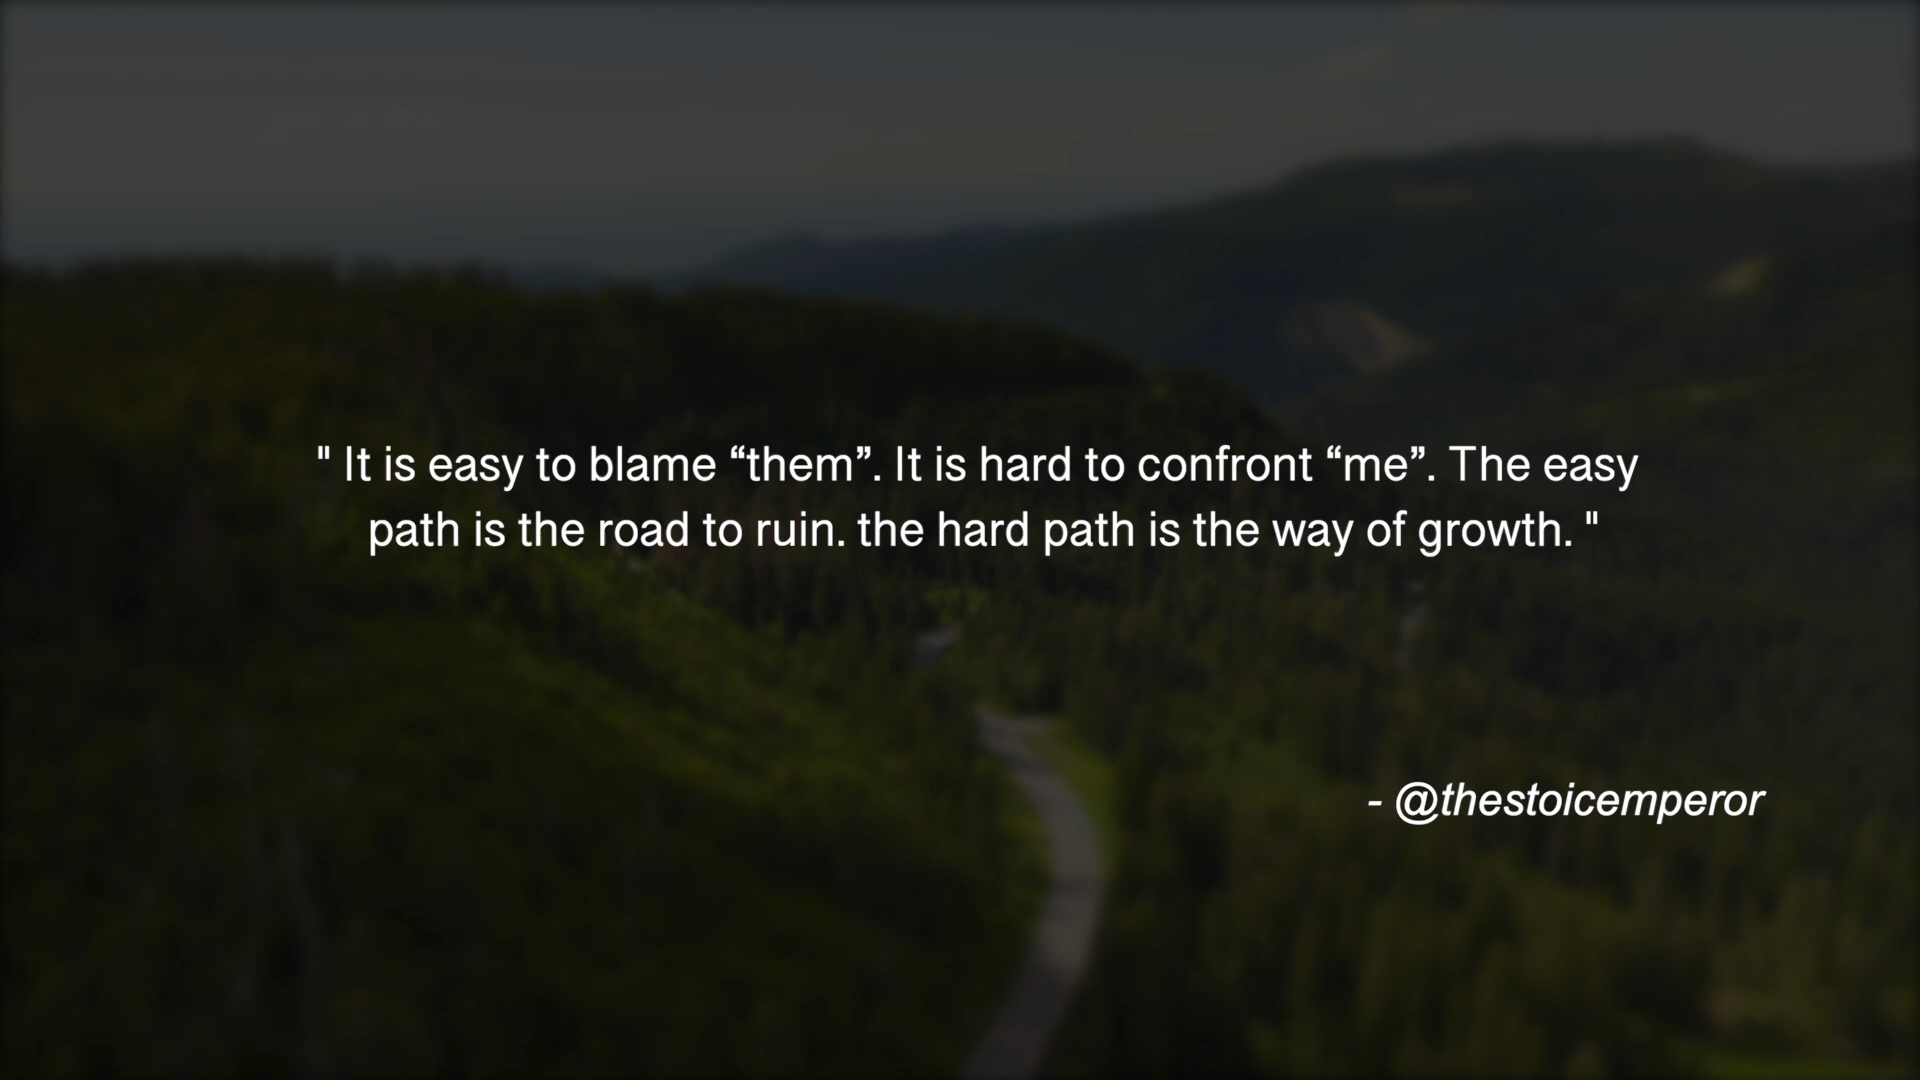 " It is easy to blame “them”. It is hard to confront “me”. The easy
path is the road to ruin. the hard path is the way of growth. "
- @thestoicemperor